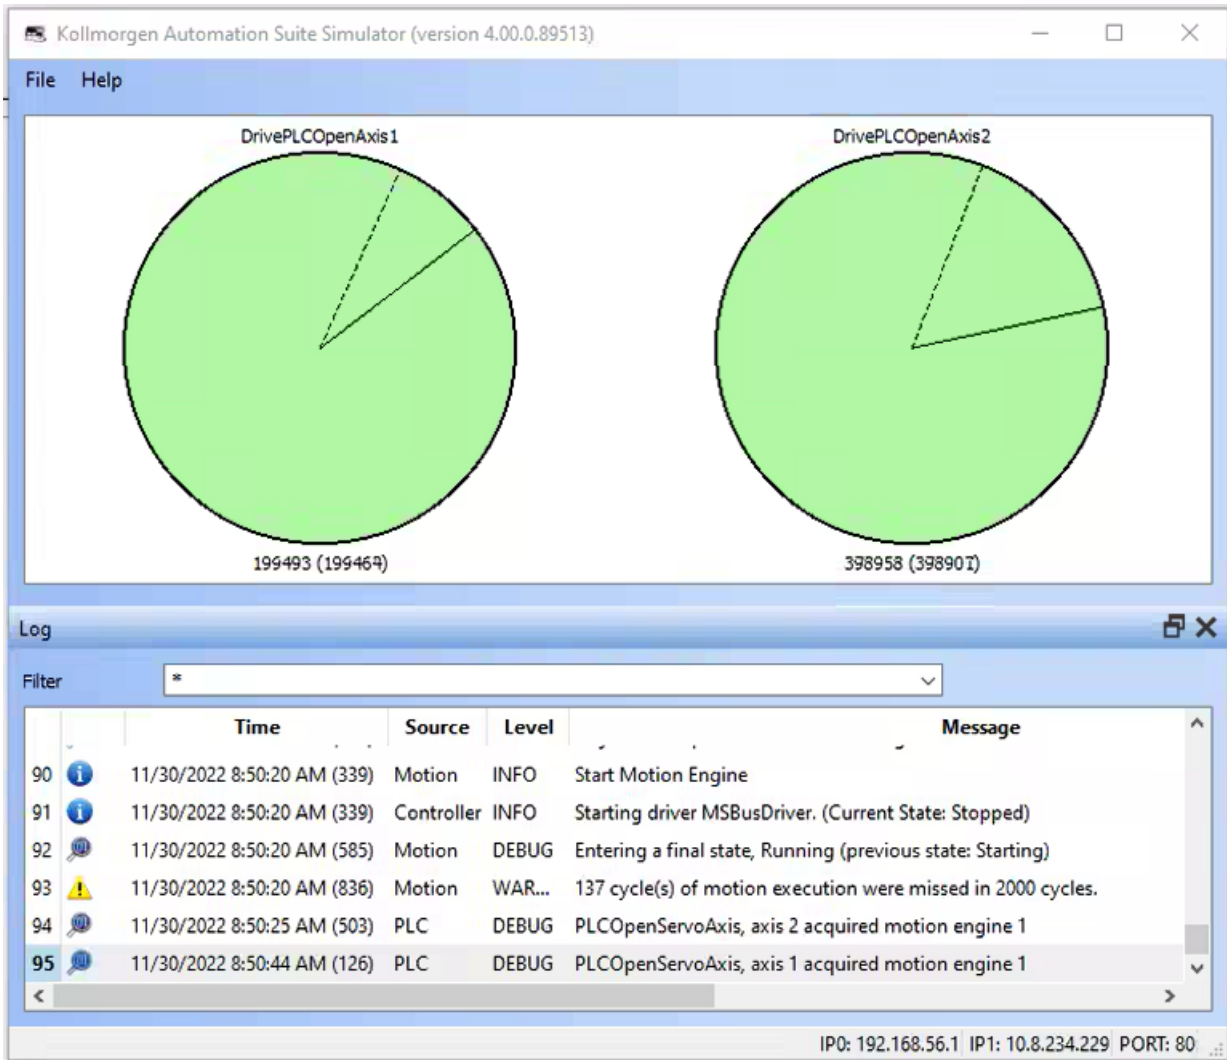 Kollmorgen Automation Suite Simulator (version 4.00.0.89513)
File Help
DrivePLCOpenAxis1 DrivePLCOpenAxis2
199493 (199464) 398958 (398907)
Log
Filter *
Time Source Level Message
90 11/30/2022 8:50:20 AM (339) Motion INFO Start Motion Engine
91 11/30/2022 8:50:20 AM (339) Controller INFO Starting driver MSBusDriver. (Current State: Stopped)
92 11/30/2022 8:50:20 AM (585) Motion DEBUG Entering a final state, Running (previous state: Starting)
93 11/30/2022 8:50:20 AM (836) Motion WAR... 137 cycle(s) of motion execution were missed in 2000 cycles.
94 11/30/2022 8:50:25 AM (503) PLC DEBUG PLCOpenServoAxis, axis 2 acquired motion engine 1
95 11/30/2022 8:50:44 AM (126) PLC DEBUG PLCOpenServoAxis, axis 1 acquired motion engine 1
IP0: 192.168.56.1 IP1: 10.8.234.229 PORT: 80